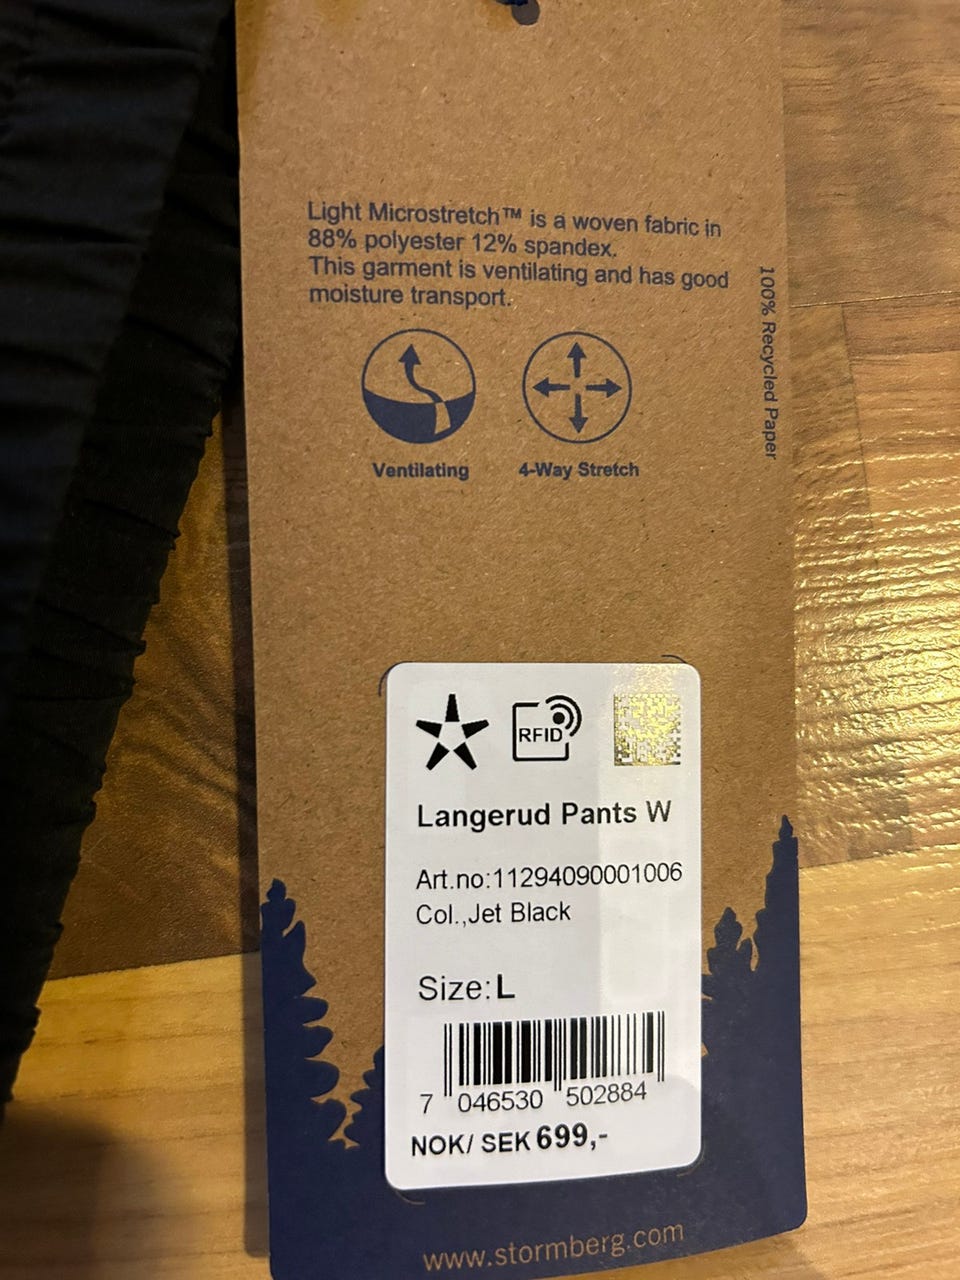 Light Microstretch™ is a woven fabric in
88% polyester 12% spandex.
This garment is ventilating and has good
moisture transport.
100% Recycled Paper
Ventilating
4-Way Stretch
RFID
Langerud Pants W
Art.no:11294090001006
Col.,Jet Black
Size:L
7 046530 502884
NOK/ SEK 699,-
www.stormberg.com